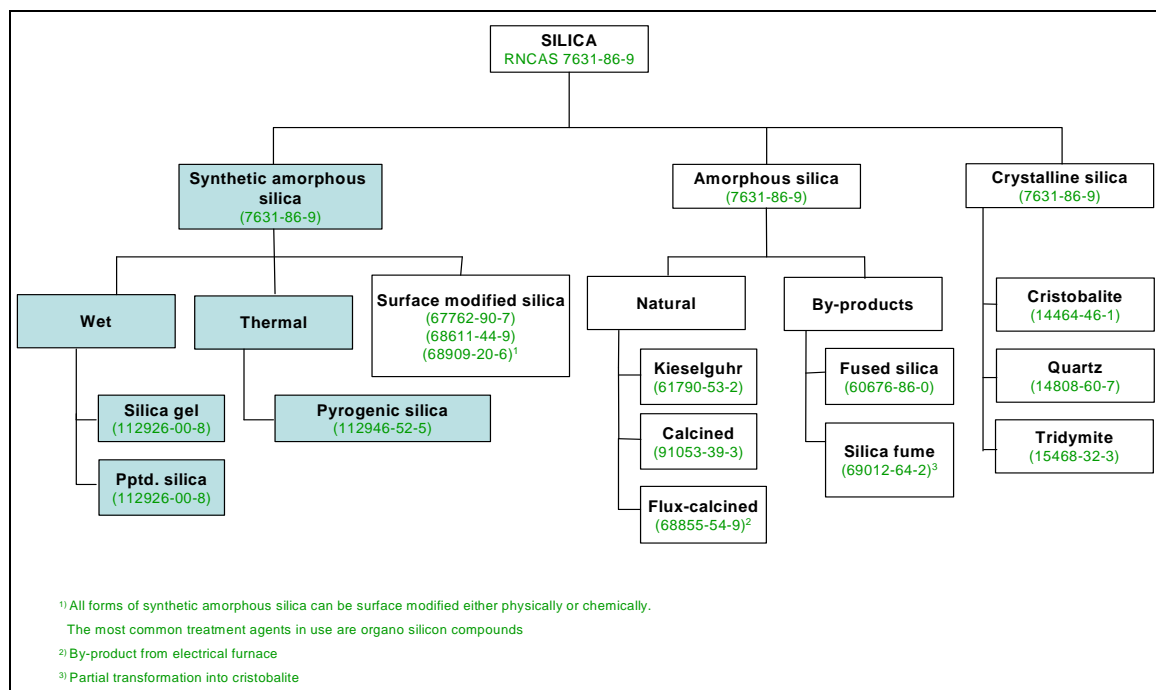 SILICA
RNCAS 7631-86-9
Synthetic amorphous
silica
(7631-86-9)
Amorphous silica
(7631-86-9)
Crystalline silica
(7631-86-9)
Wet
Thermal
Surface modified silica
(67762-90-7)
(68611-44-9)
(68909-20-6)1
Natural
By-products
Cristobalite
(14464-46-1)
Kieselguhr
(61790-53-2)
Fused silica
(60676-86-0)
Quartz
(14808-60-7)
Silica gel
(112926-00-8)
Pyrogenic silica
(112946-52-5)
Calcined
(91053-39-3)
Silica fume
(69012-64-2)3
Tridymite
(15468-32-3)
Pptd. silica
(112926-00-8)
Flux-calcined
(68855-54-9)2
1) All forms of synthetic amorphous silica can be surface modified either physically or chemically.
The most common treatment agents in use are organo silicon compounds
2) By-product from electrical furnace
3) Partial transformation into cristobalite